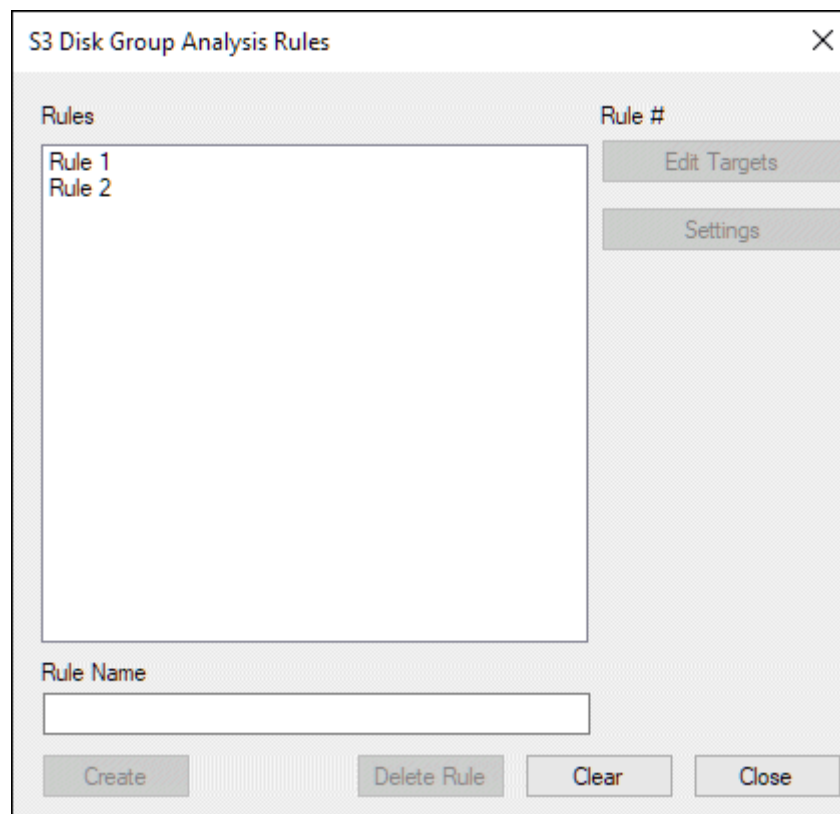 S3 Disk Group Analysis Rules
Rules
Rule #
Rule 1
Rule 2
Edit Targets
Settings
Rule Name
Create
Delete Rule
Clear
Close